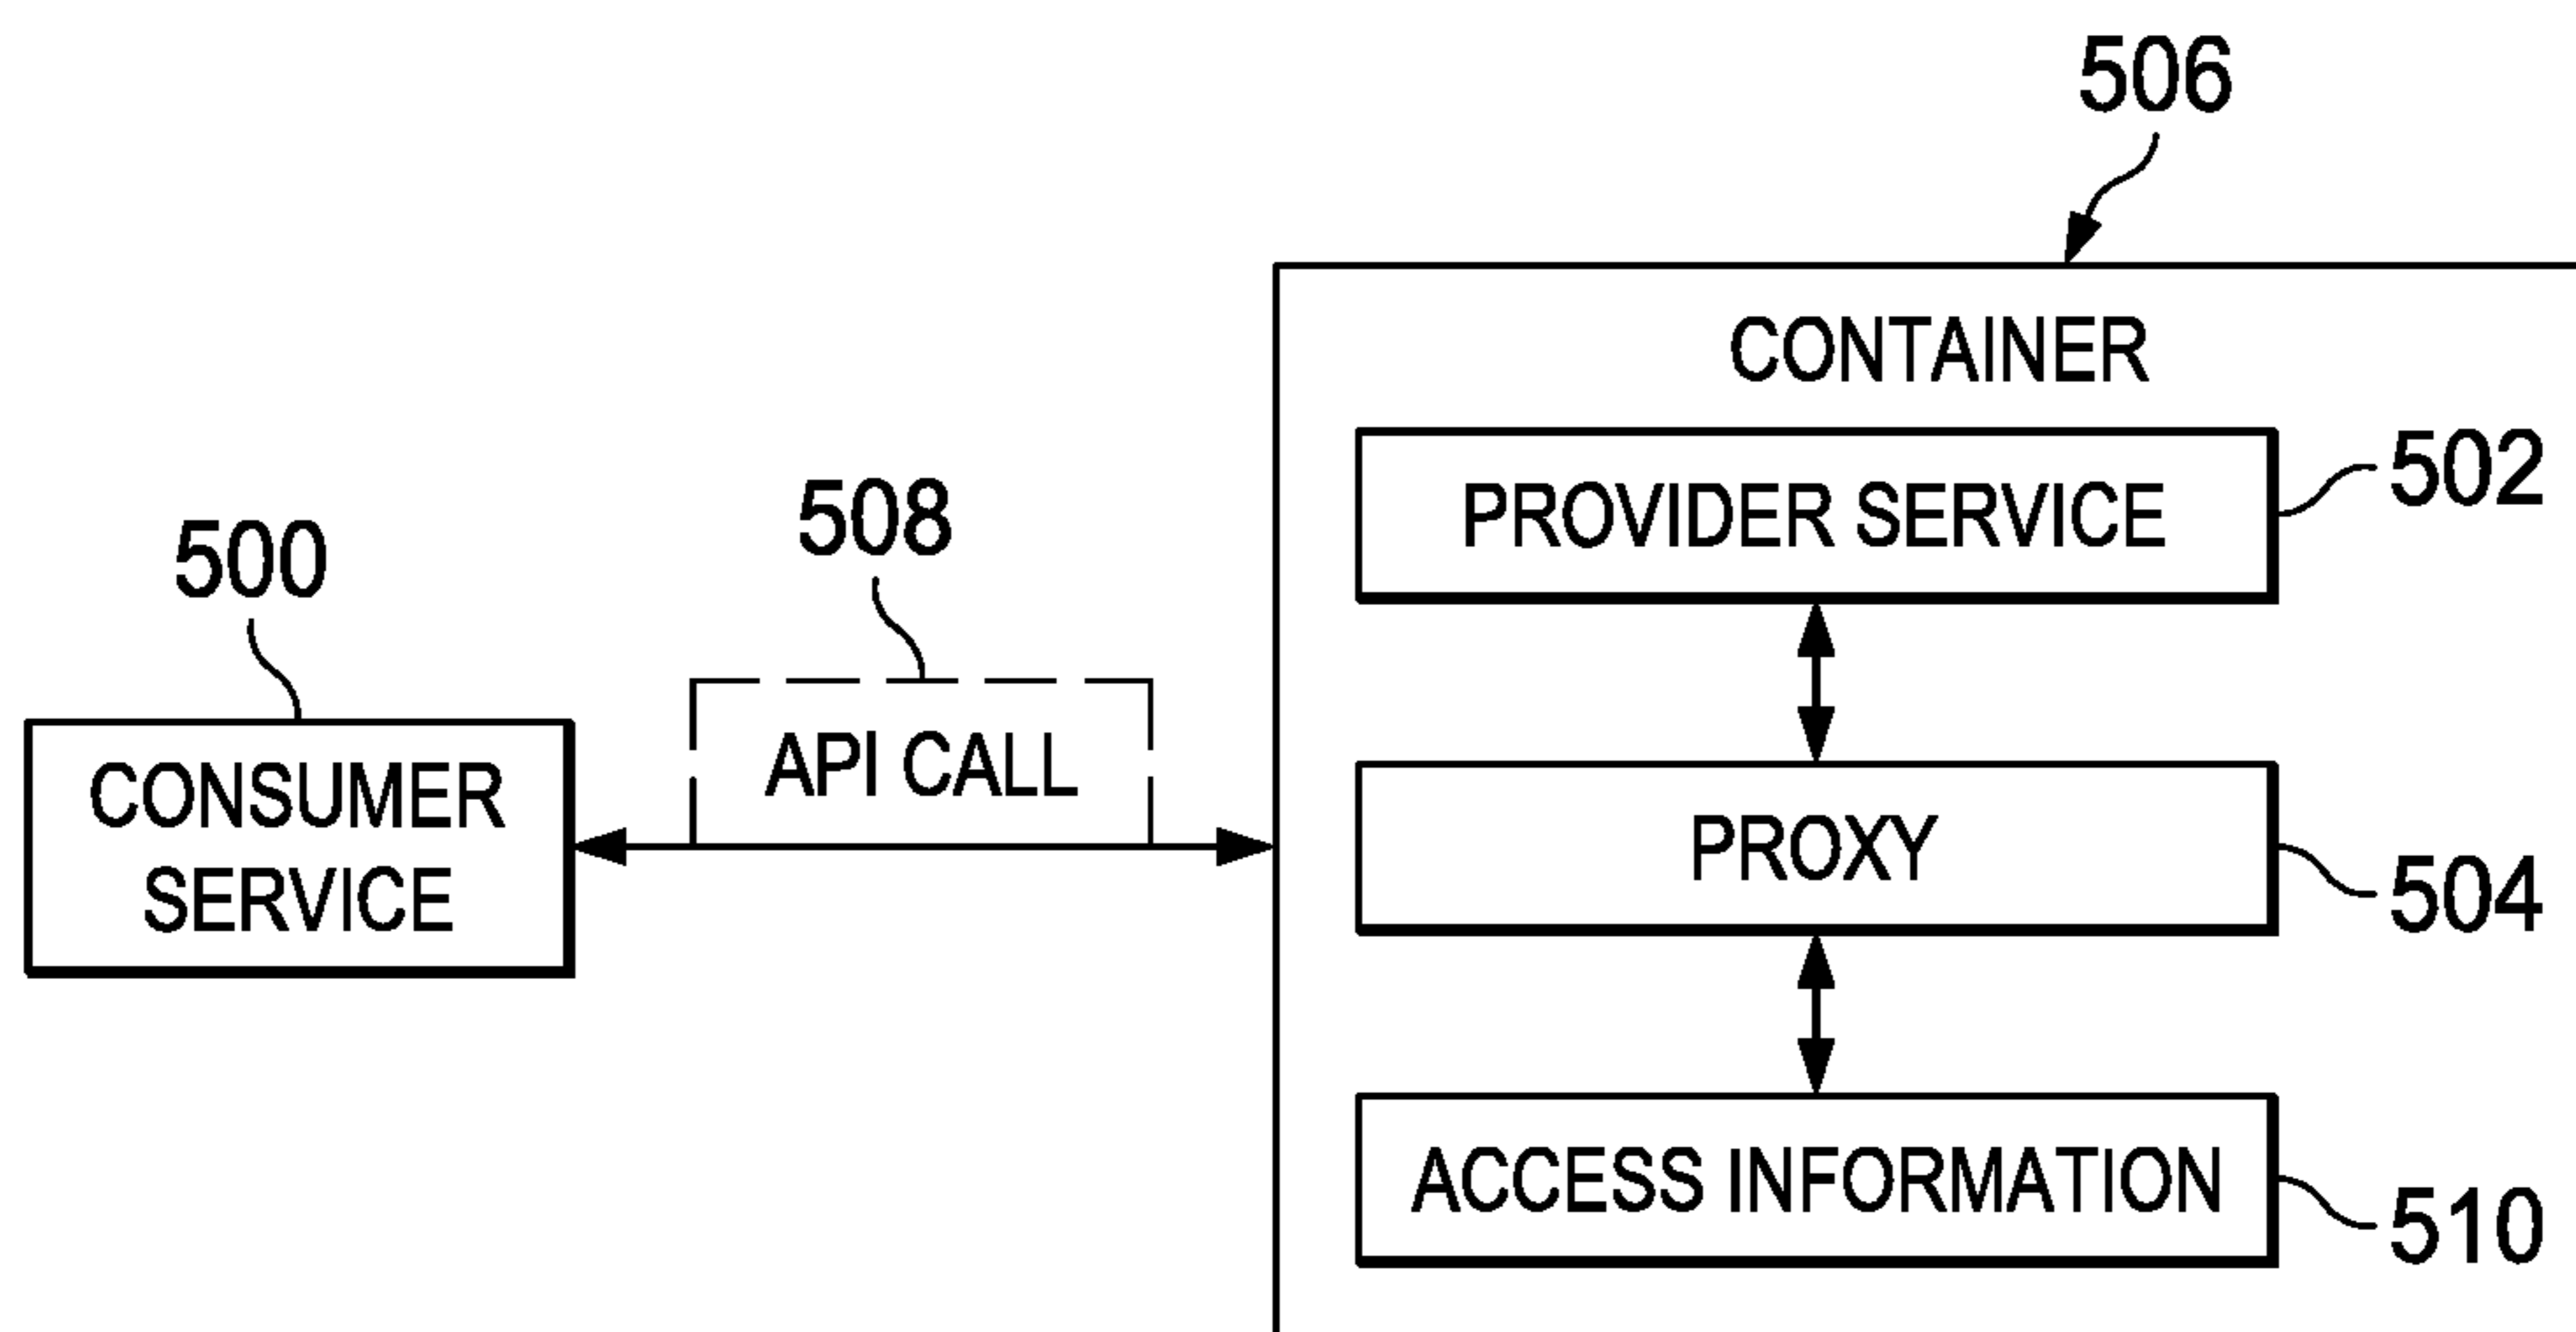 506
CONTAINER
PROVIDER SERVICE
502
508
500
API CALL
CONSUMER
SERVICE
PROXY
504
ACCESS INFORMATION
510